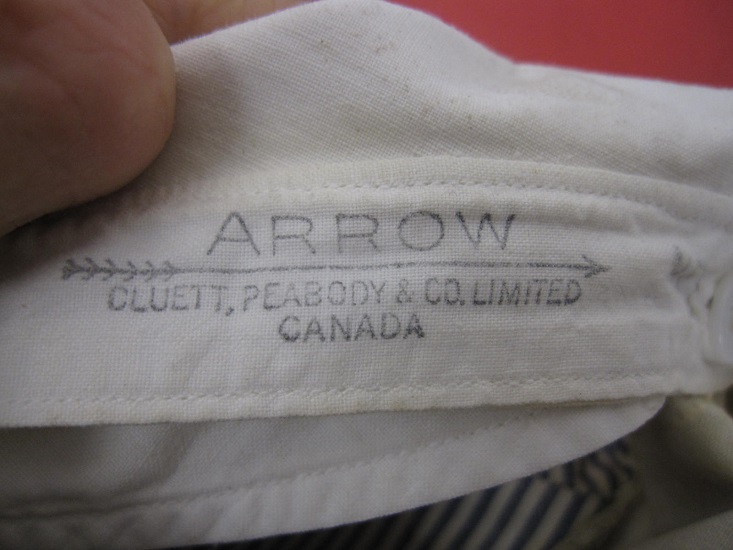 ARROW
CLUETT, PEABODY & CO. LIMITED
CANADA